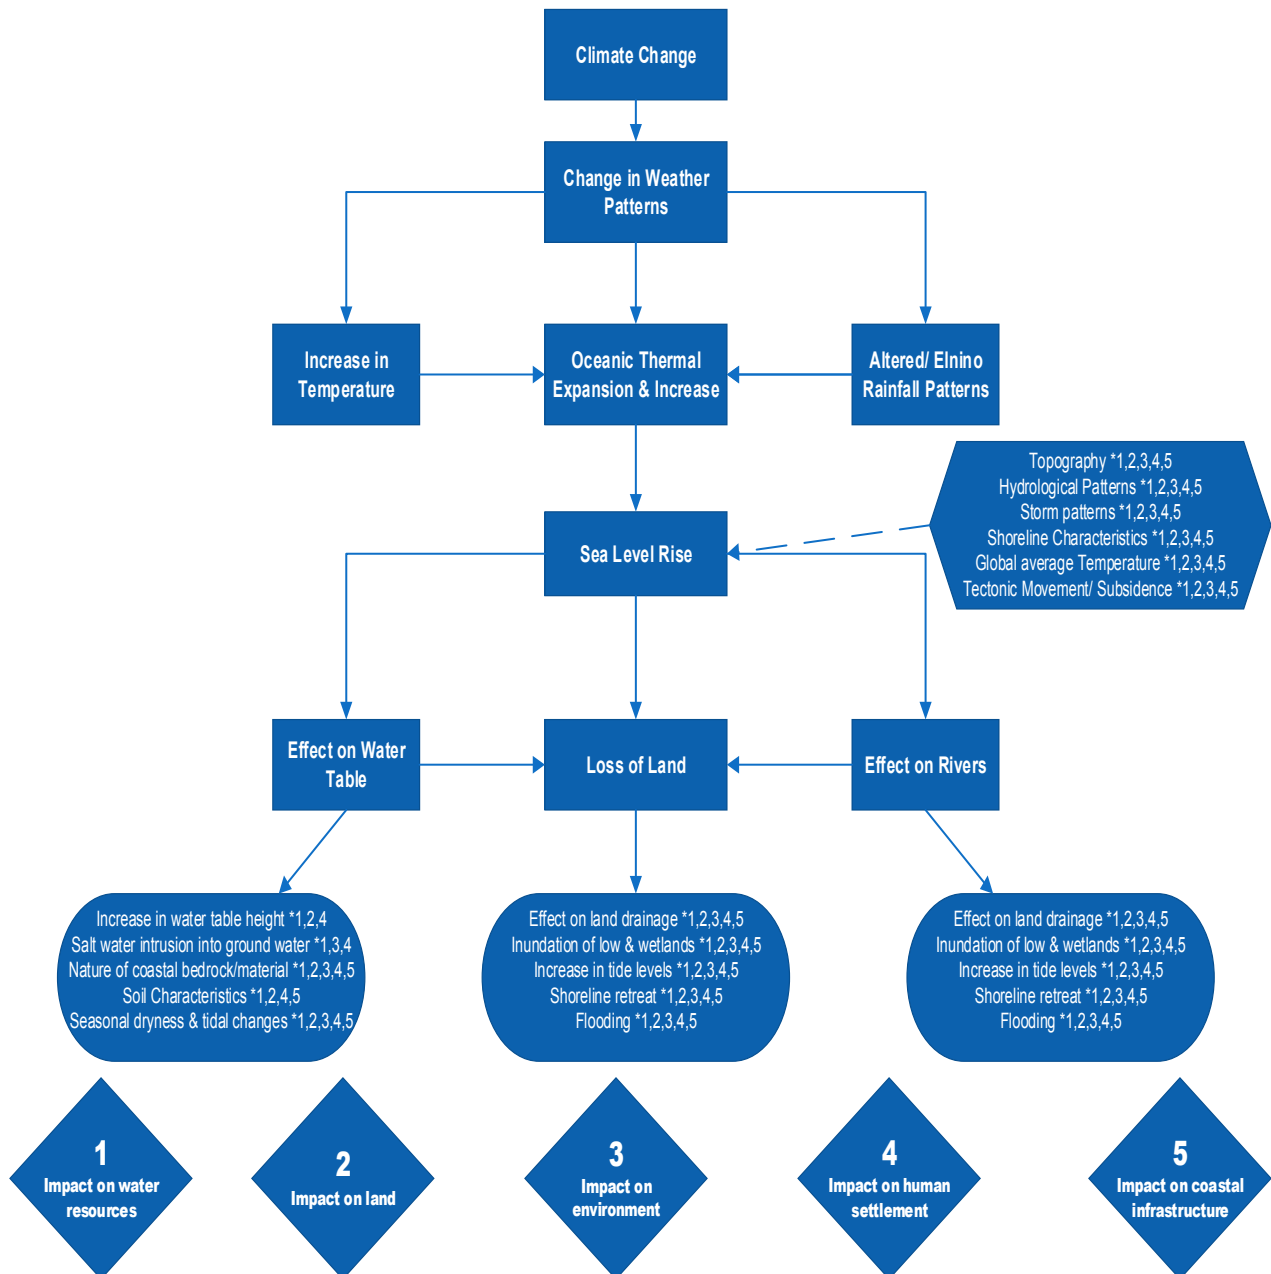 Climate Change
Change in Weather
Patterns
Increase in
Temperature
Oceanic Thermal
Expansion & Increase
Altered/ Elnino
Rainfall Patterns
Topography *1,2,3,4,5
Hydrological Patterns *1,2,3,4,5
Storm patterns *1,2,3,4,5
Shoreline Characteristics *1,2,3,4,5
Global average Temperature *1,2,3,4,5
Tectonic Movement/ Subsidence *1,2,3,4,5
Sea Level Rise
Effect on Water
Table
Loss of Land
Effect on Rivers
Increase in water table height *1,2,4
Salt water intrusion into ground water *1,3,4
Nature of coastal bedrock/material *1,2,3,4,5
Soil Characteristics *1,2,4,5
Seasonal dryness & tidal changes *1,2,3,4,5
Effect on land drainage *1,2,3,4,5
Inundation of low & wetlands *1,2,3,4,5
Increase in tide levels *1,2,3,4,5
Shoreline retreat *1,2,3,4,5
Flooding *1,2,3,4,5
Effect on land drainage *1,2,3,4,5
Inundation of low & wetlands *1,2,3,4,5
Increase in tide levels *1,2,3,4,5
Shoreline retreat *1,2,3,4,5
Flooding *1,2,3,4,5
1
Impact on water
resources
2
Impact on land
3
Impact on
environment
4
Impact on human
settlement
5
Impact on coastal
infrastructure